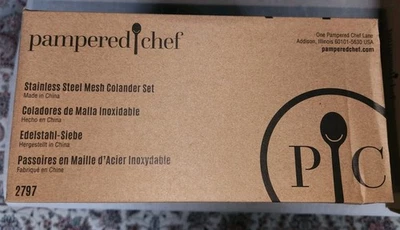 pampered chef
One Pampered Chef Lane
Addison, Illinois 60101-5630 USA
pamperedchef.com
Stainless Steel Mesh Colander Set
Made in China
Coladores de Malla Inoxidable
Hecho en China
Edelstahl-Siebe
Hergestellt in China
Passoires en Maille d'Acier Inoxydable
Fabriqué en Chine
2797
P C